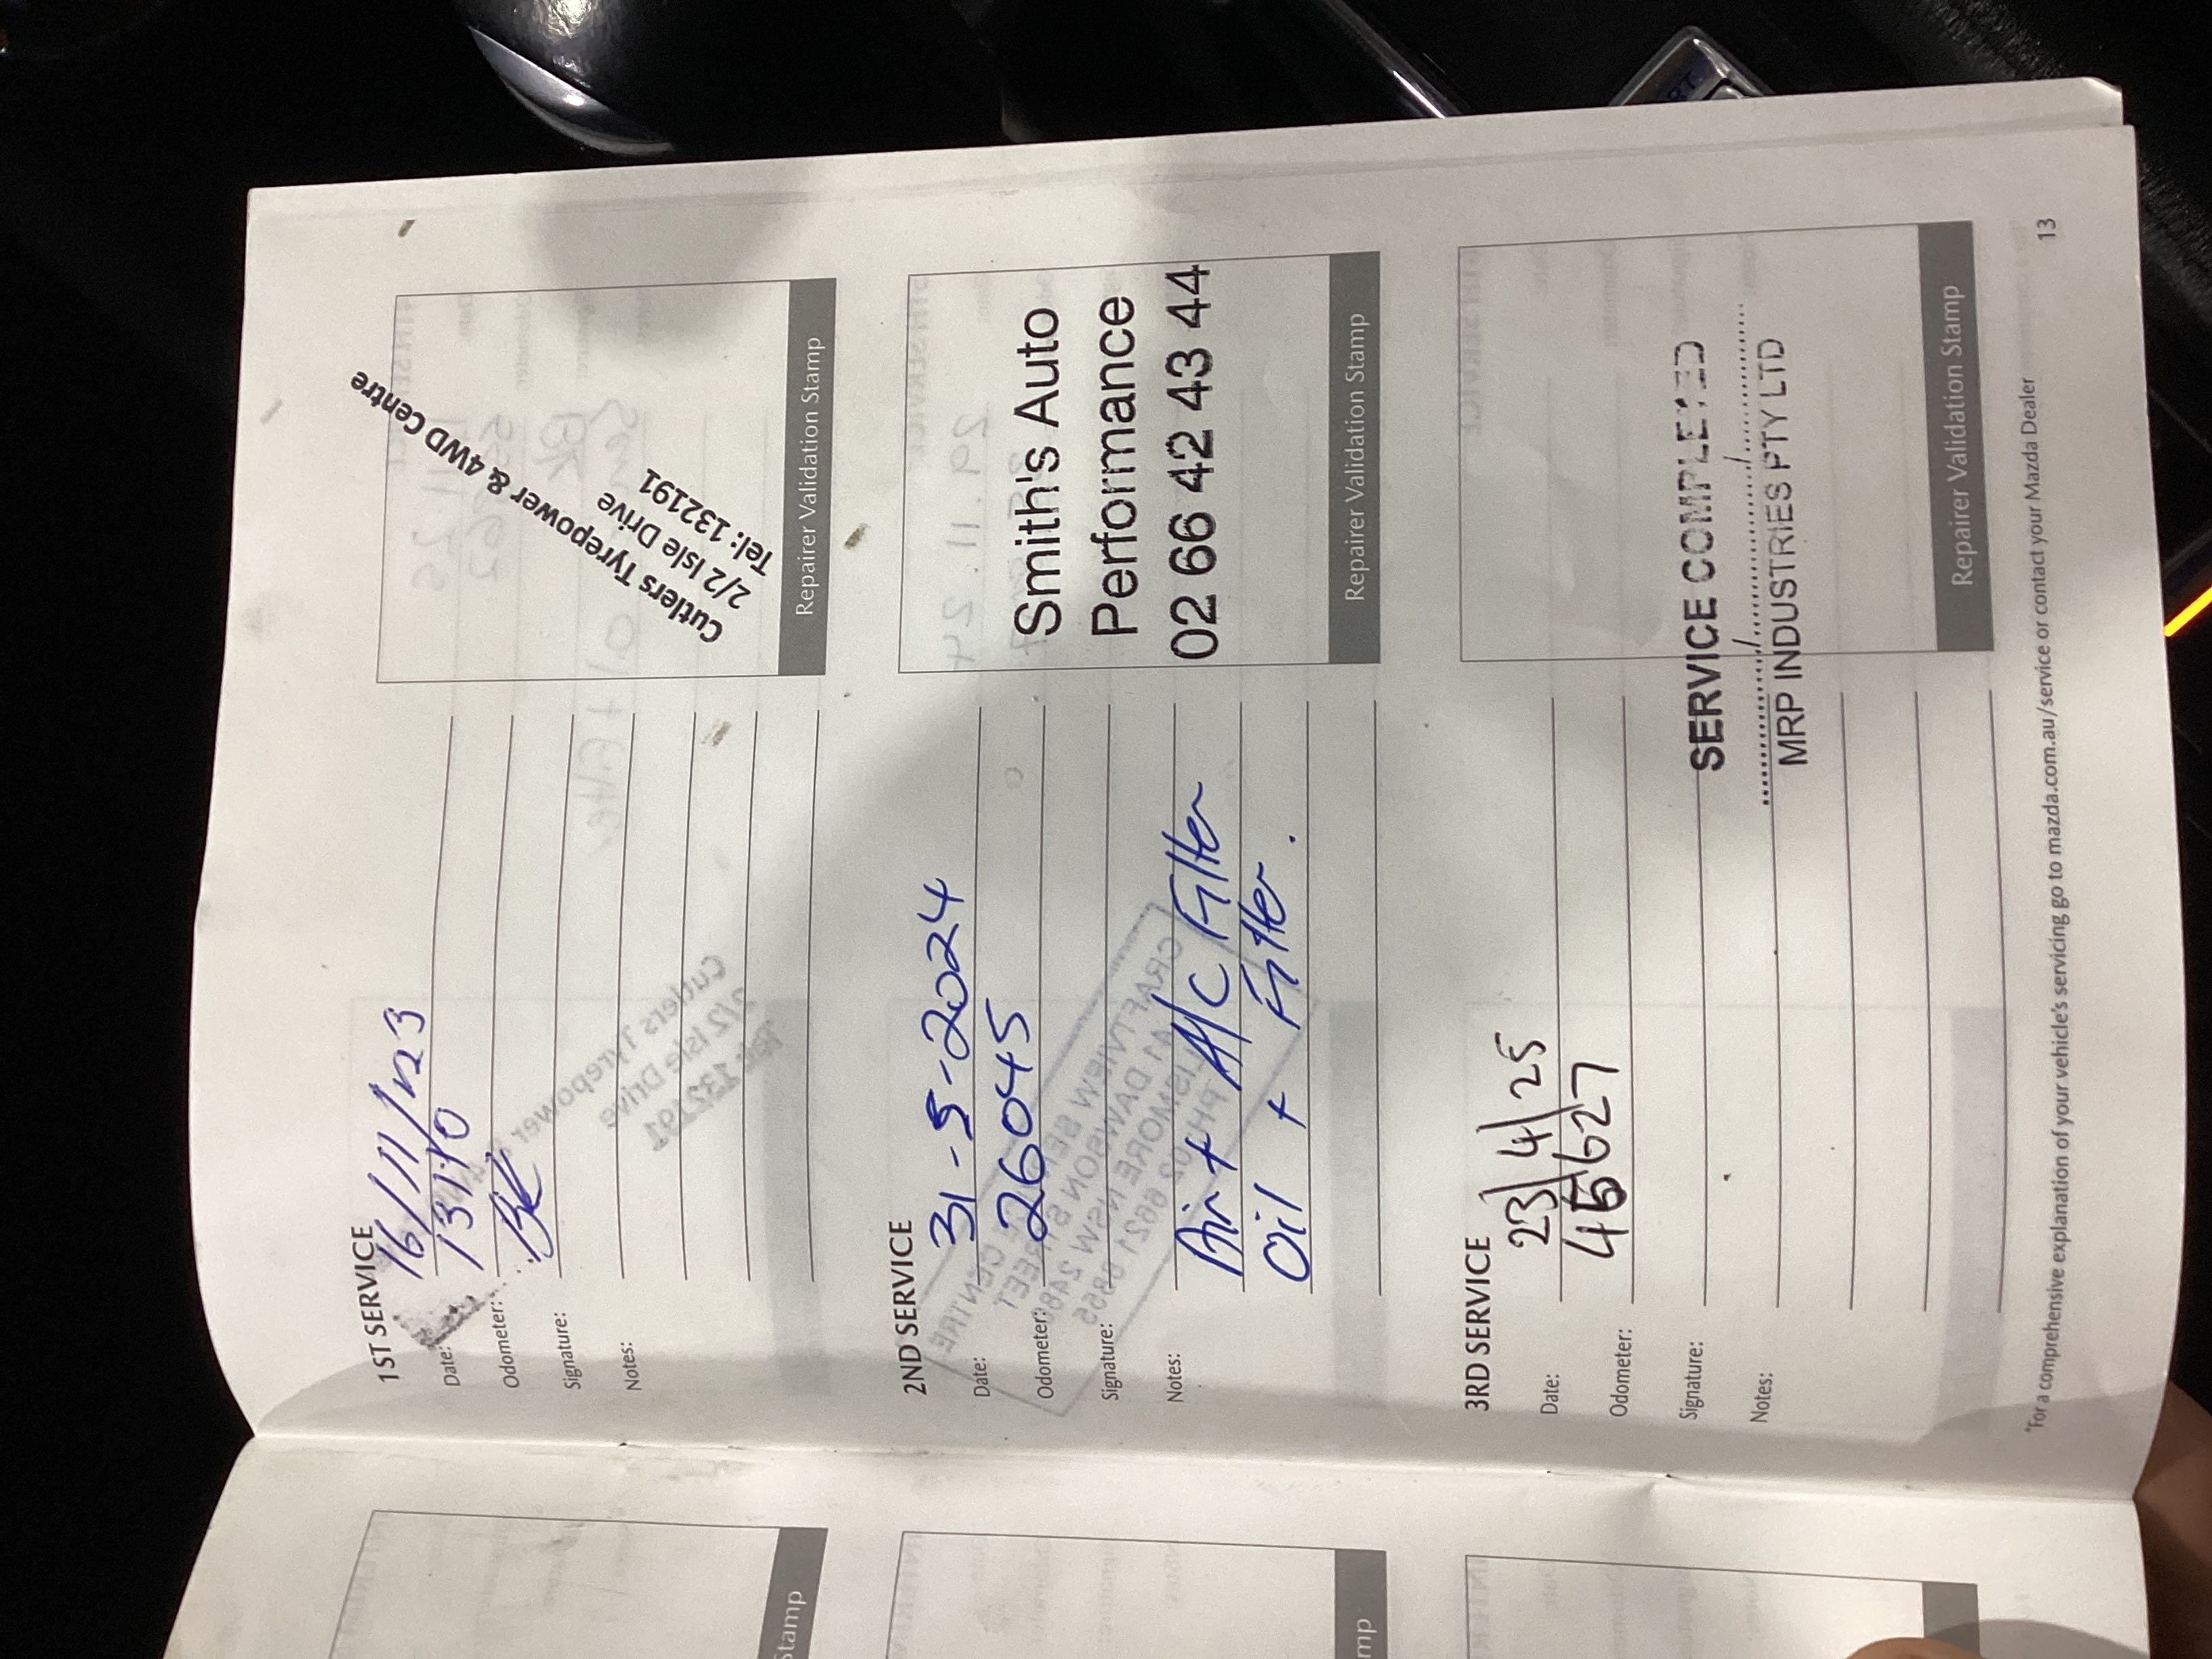 1ST SERVICE
Date: 16/11/23
Odometer: 13110
Signature:
Notes:
Cutlers Tyrepower & 4WD Centre
2/2 Isle Drive
Tel: 132191
Repairer Validation Stamp
2ND SERVICE
Date: 31-5-2024
Odometer: 26045
Signature:
Notes: Air + A/C Filter
Oil + Filter.
Smith's Auto
Performance
02 66 42 43 44
Repairer Validation Stamp
3RD SERVICE
Date: 23/4/25
Odometer: 45627
Signature:
Notes:
SERVICE COMPLETED
MRP INDUSTRIES PTY LTD
Repairer Validation Stamp
*For a comprehensive explanation of your vehicle's servicing go to mazda.com.au/service or contact your Mazda Dealer
13
Stamp